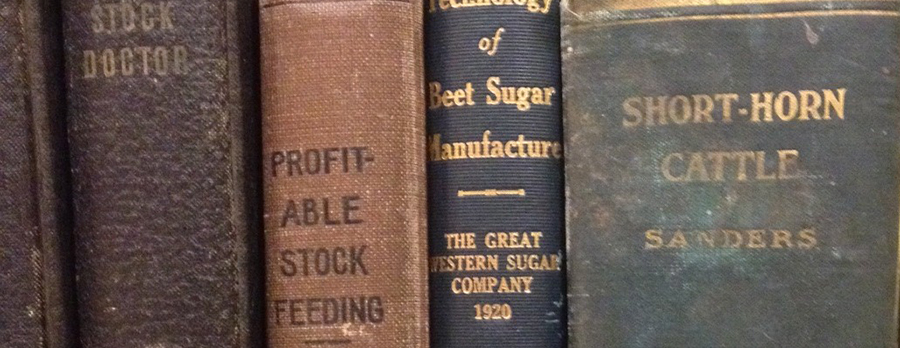 STOCK
DOCTOR
PROFIT-
ABLE
STOCK
FEEDING
Technology
of
Beet Sugar
Manufacture
THE GREAT
WESTERN SUGAR
COMPANY
1920
SHORT-HORN
CATTLE
SANDERS